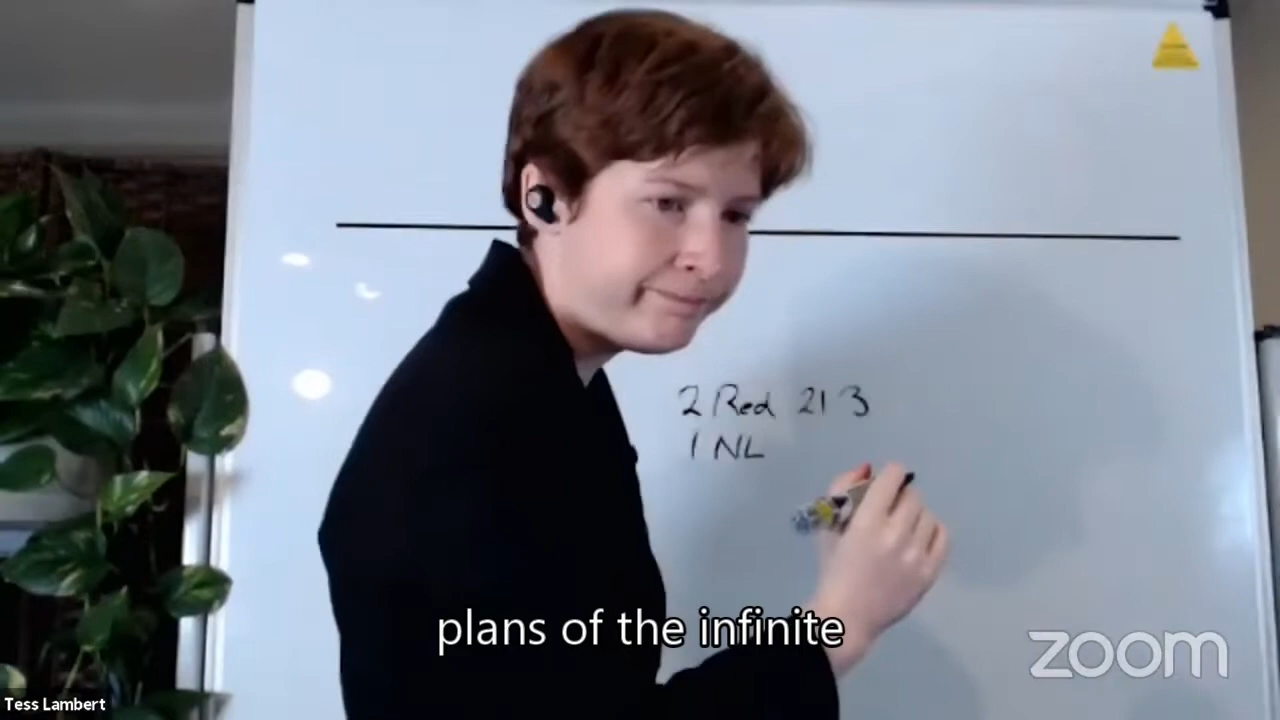 2 Red 213
1 NL
plans of the infinite
zoom
Tess Lambert